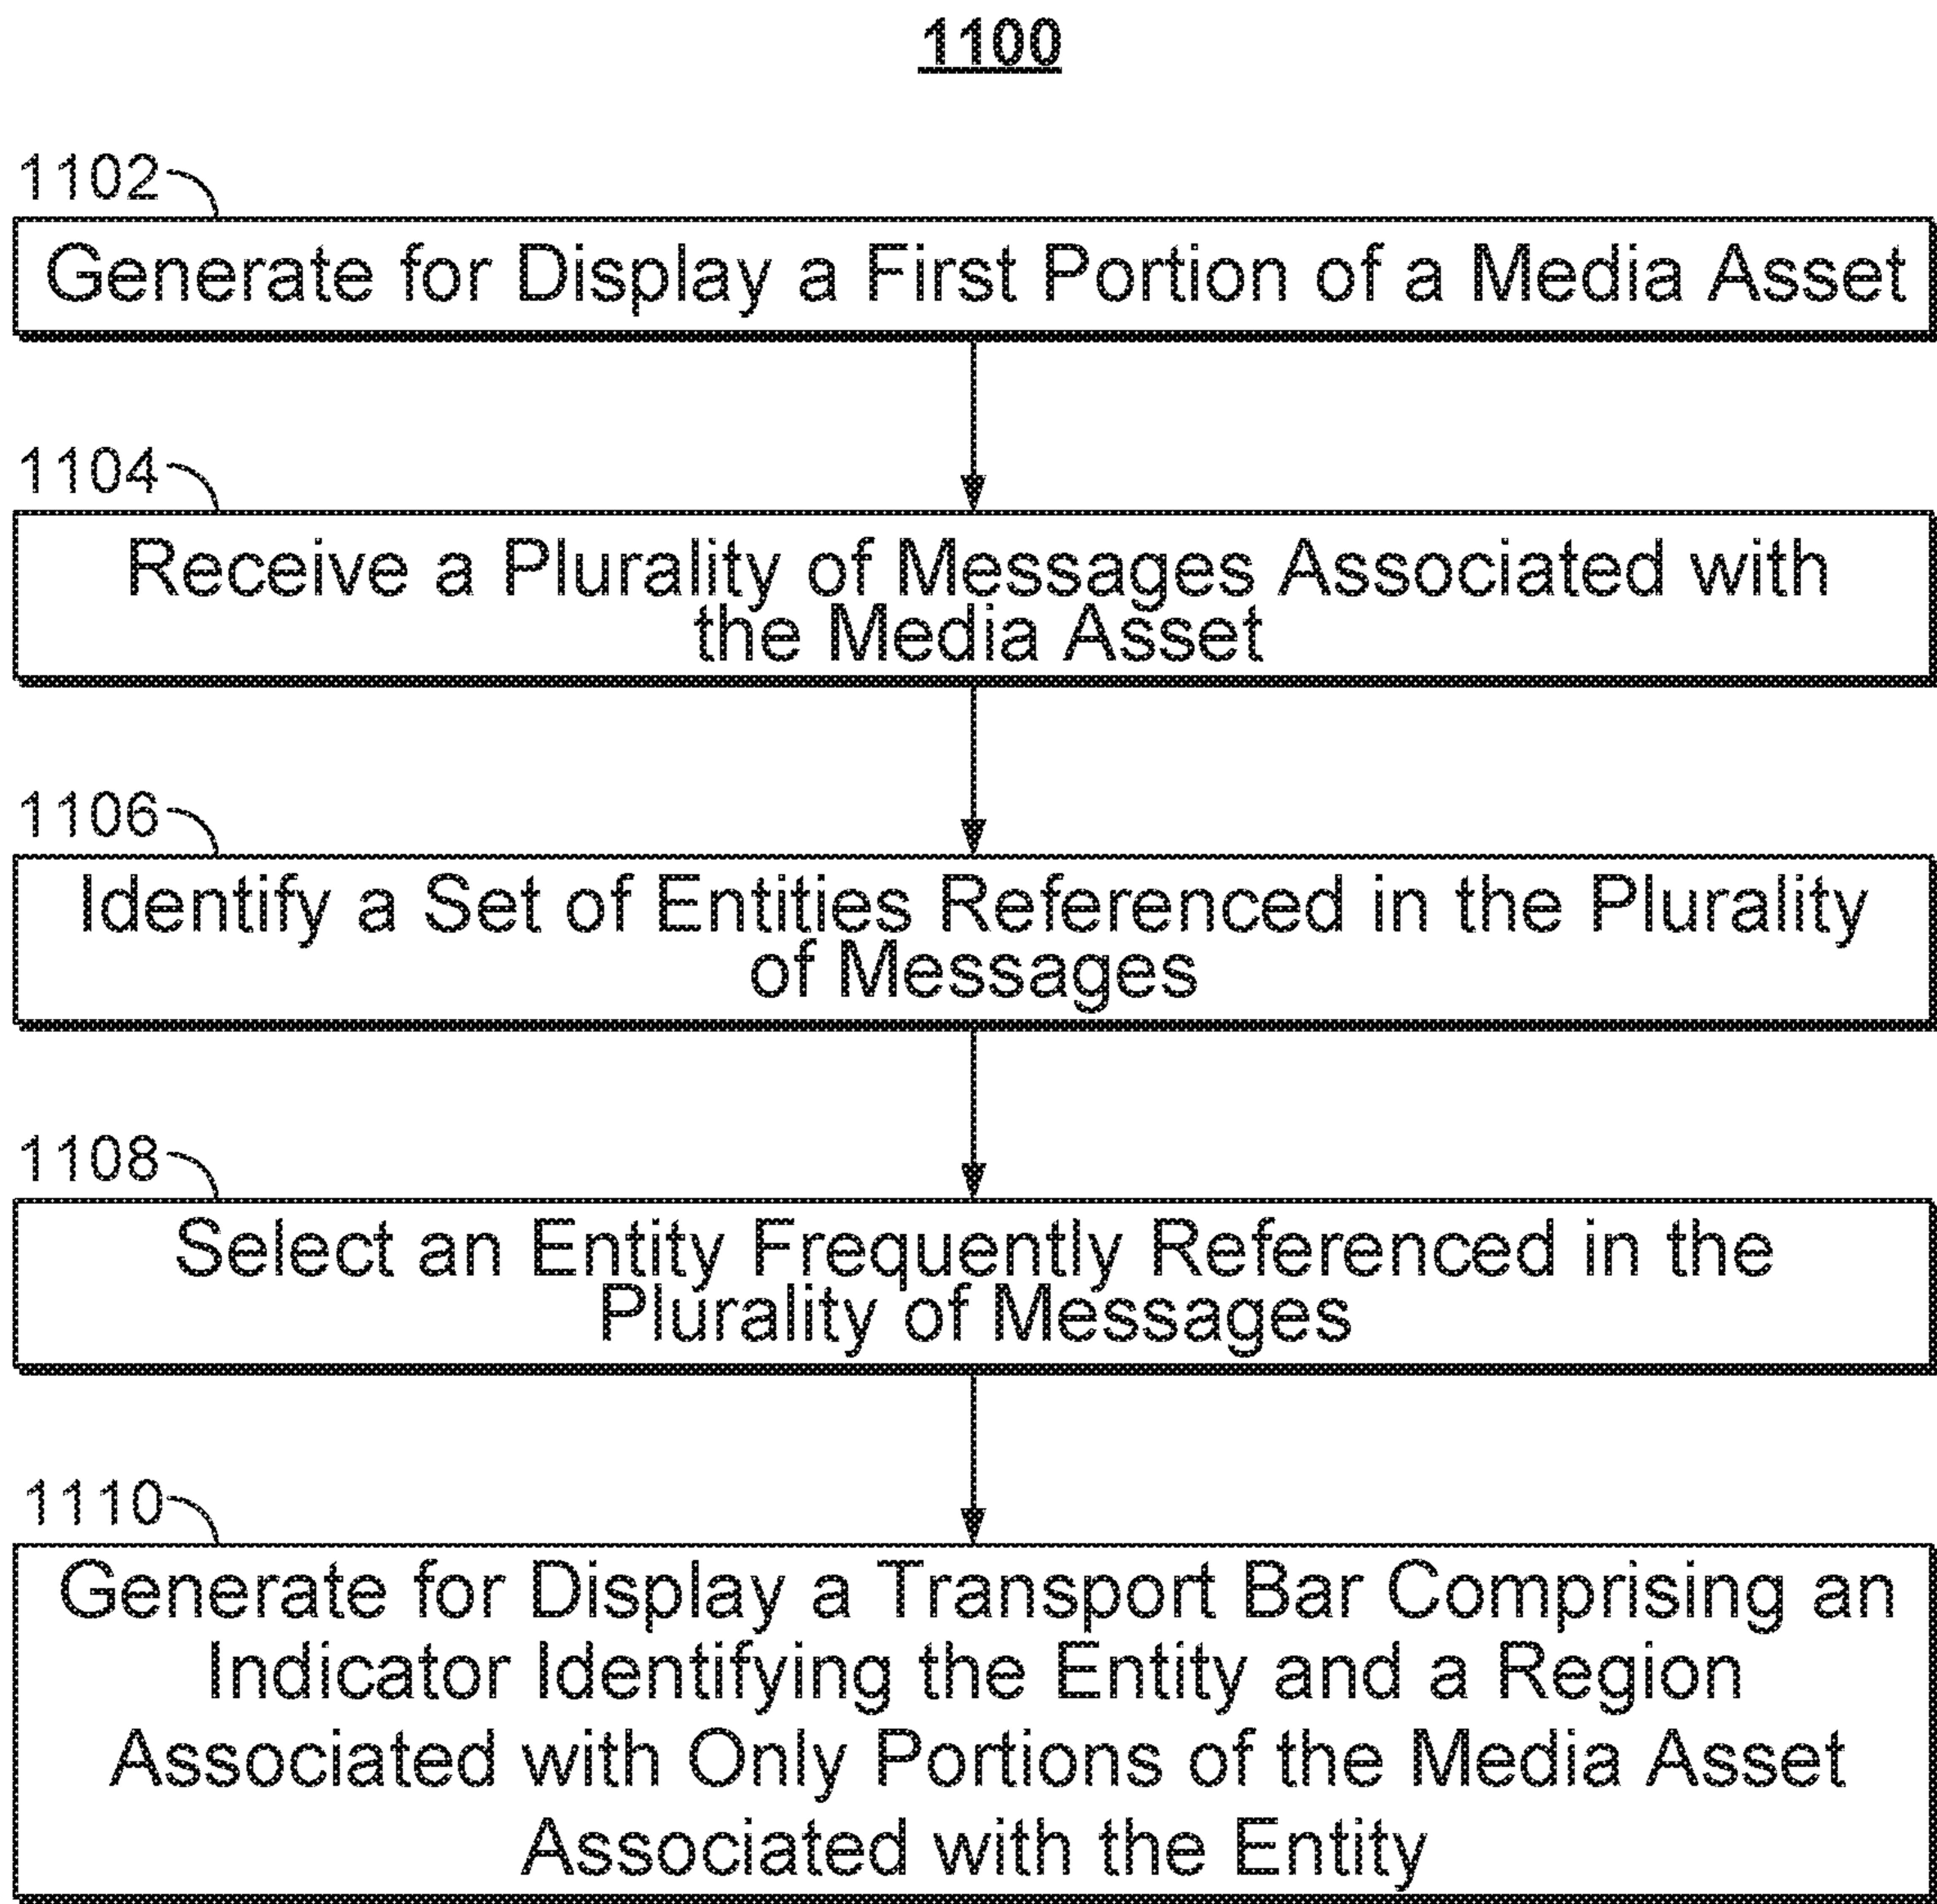 1100
1102
Generate for Display a First Portion of a Media Asset
1104
Receive a Plurality of Messages Associated with
the Media Asset
1106
Identify a Set of Entities Referenced in the Plurality
of Messages
1108
Select an Entity Frequently Referenced in the
Plurality of Messages
1110
Generate for Display a Transport Bar Comprising an
Indicator Identifying the Entity and a Region
Associated with Only Portions of the Media Asset
Associated with the Entity